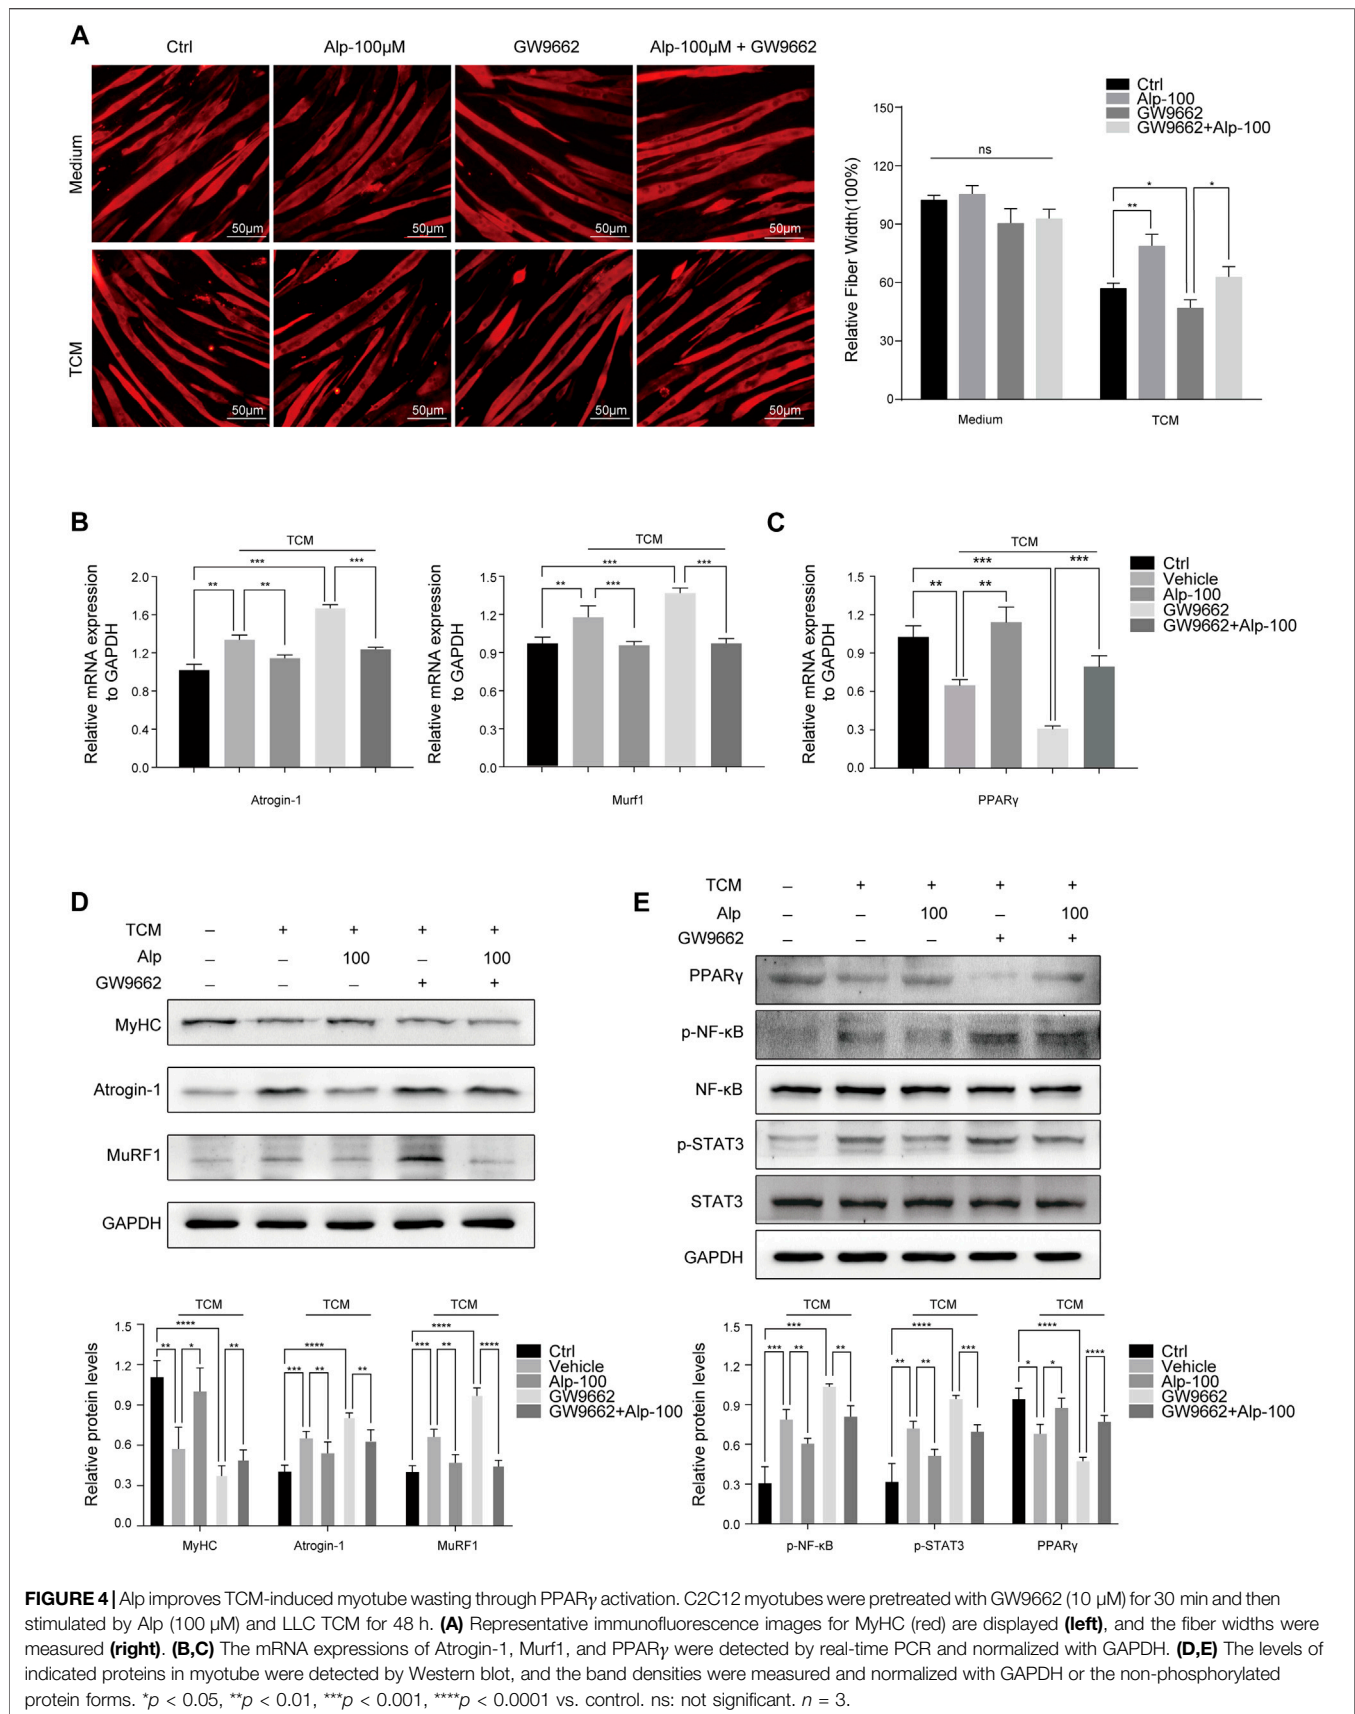 A
Ctrl
Alp-100μM
GW9662
Alp-100μM + GW9662
Medium
50μm
50μm
50μm
50μm
TCM
50μm
50μm
50μm
50μm
Ctrl
Alp-100
GW9662
GW9662+Alp-100
Relative Fiber Width(100%)
150
120
90
60
30
0
ns
*
**
*
Medium
TCM
B
Relative mRNA expression
to GAPDH
2.0
1.6
1.2
0.8
0.4
0.0
TCM
***
***
**
**
Atrogin-1
Relative mRNA expression
to GAPDH
1.5
1.2
0.9
0.6
0.3
0.0
TCM
***
***
**
***
Murf1
C
Relative mRNA expression
to GAPDH
1.5
1.2
0.9
0.6
0.3
0.0
TCM
***
***
**
**
PPARγ
Ctrl
Vehicle
Alp-100
GW9662
GW9662+Alp-100
D
TCM – + + + +
Alp – – 100 – 100
GW9662 – – – + +
MyHC
Atrogin-1
MuRF1
GAPDH
Relative protein levels
1.5
1.2
0.9
0.6
0.3
0.0
TCM
TCM
TCM
****
** * **
****
*** ** **
****
*** ** ****
MyHC
Atrogin-1
MuRF1
Ctrl
Vehicle
Alp-100
GW9662
GW9662+Alp-100
E
TCM – + + + +
Alp – – 100 – 100
GW9662 – – – + +
PPARγ
p-NF-κB
NF-κB
p-STAT3
STAT3
GAPDH
Relative protein levels
1.5
1.2
0.9
0.6
0.3
0.0
TCM
TCM
TCM
***
*** ** **
****
** ** ***
****
* * ****
p-NF-κB
p-STAT3
PPARγ
Ctrl
Vehicle
Alp-100
GW9662
GW9662+Alp-100
FIGURE 4 | Alp improves TCM-induced myotube wasting through PPARγ activation. C2C12 myotubes were pretreated with GW9662 (10 μM) for 30 min and then
stimulated by Alp (100 μM) and LLC TCM for 48 h. (A) Representative immunofluorescence images for MyHC (red) are displayed (left), and the fiber widths were
measured (right). (B,C) The mRNA expressions of Atrogin-1, Murf1, and PPARγ were detected by real-time PCR and normalized with GAPDH. (D,E) The levels of
indicated proteins in myotube were detected by Western blot, and the band densities were measured and normalized with GAPDH or the non-phosphorylated
protein forms. *p < 0.05, **p < 0.01, ***p < 0.001, ****p < 0.0001 vs. control. ns: not significant. n = 3.